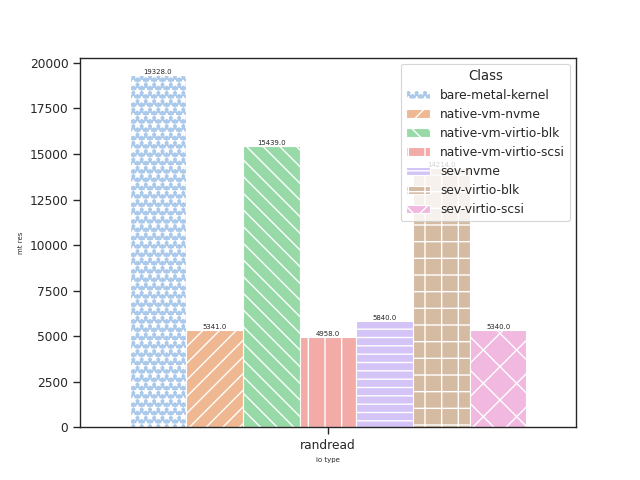 20000
17500
15000
12500
10000
7500
5000
2500
0
mt res
19328.0
5341.0
15439.0
4958.0
5840.0
5340.0
Class
bare-metal-kernel
native-vm-nvme
native-vm-virtio-blk
native-vm-virtio-scsi
sev-nvme
sev-virtio-blk
sev-virtio-scsi
randread
io type